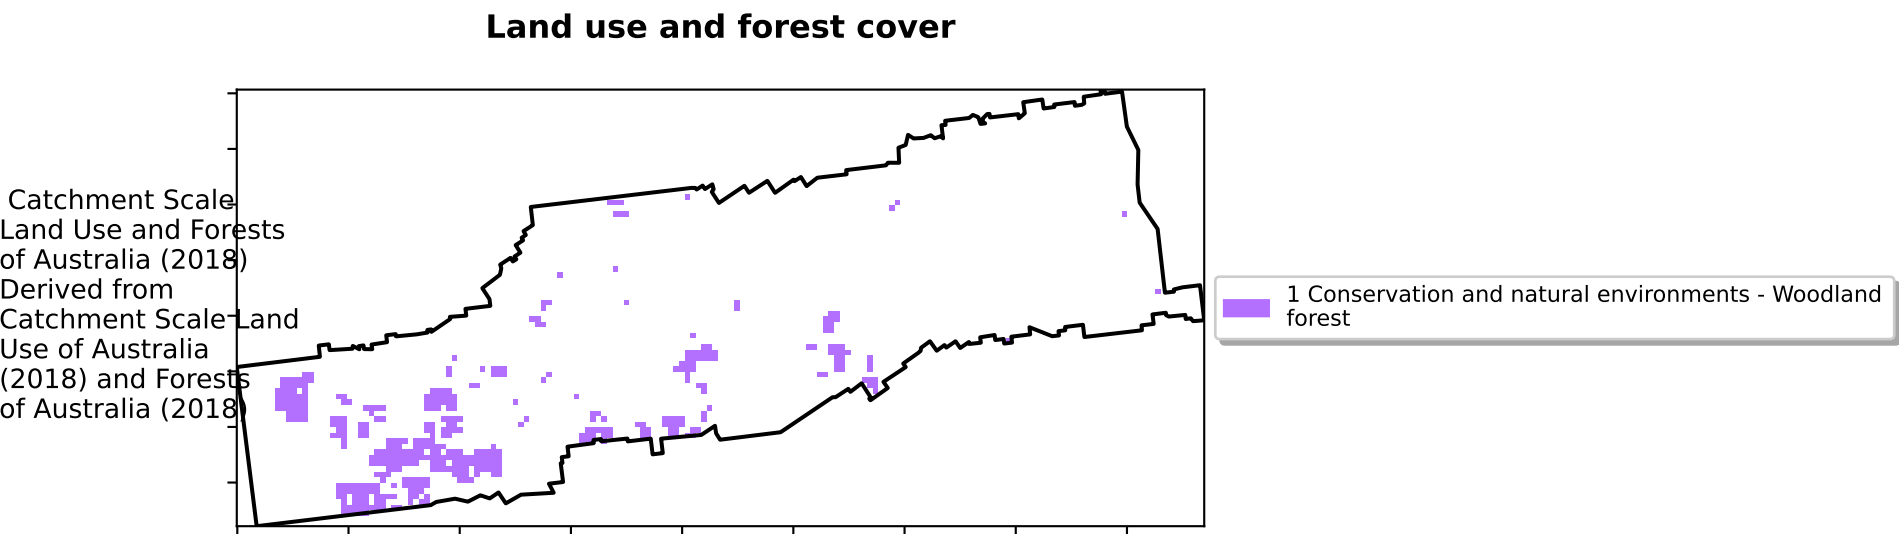 Land use and forest cover
Catchment Scale
Land Use and Forests
of Australia (2018)
Derived from
Catchment Scale Land
Use of Australia
(2018) and Forests
of Australia (2018)
1 Conservation and natural environments - Woodland
forest